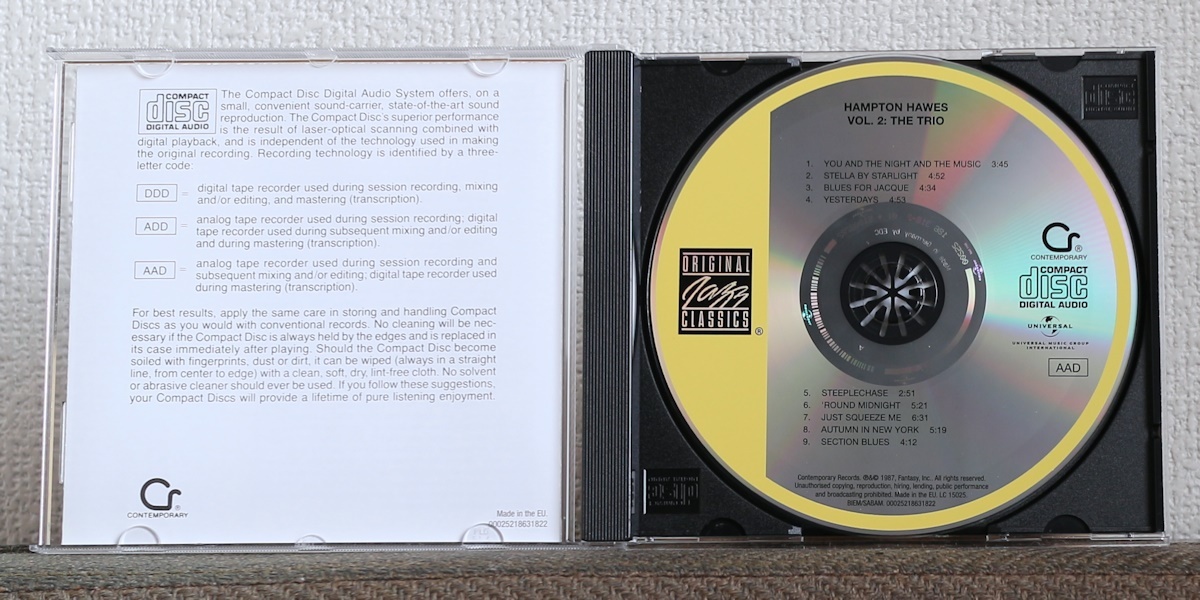 COMPACT
disc
DIGITAL AUDIO
The Compact Disc Digital Audio System offers, on a
small, convenient sound-carrier, state-of-the-art sound
reproduction. The Compact Disc's superior performance
is the result of laser-optical scanning combined with
digital playback, and is independent of the technology used in making
the original recording. Recording technology is identified by a three-
letter code:
DDD = digital tape recorder used during session recording, mixing
and/or editing, and mastering (transcription).
ADD = analog tape recorder used during session recording; digital
tape recorder used during subsequent mixing and/or editing
and during mastering (transcription).
AAD = analog tape recorder used during session recording and
subsequent mixing and/or editing; digital tape recorder used
during mastering (transcription).
For best results, apply the same care in storing and handling Compact
Discs as you would with conventional records. No cleaning will be nec-
essary if the Compact Disc is always held by the edges and is replaced in
its case immediately after playing. Should the Compact Disc become
soiled with fingerprints, dust or dirt, it can be wiped (always in a straight
line, from center to edge) with a clean, soft, dry, lint-free cloth. No solvent
or abrasive cleaner should ever be used. If you follow these suggestions,
your Compact Discs will provide a lifetime of pure listening enjoyment.
Cr®
CONTEMPORARY
Made in the EU.
00025218631822
HAMPTON HAWES
VOL. 2: THE TRIO
1. YOU AND THE NIGHT AND THE MUSIC 3:45
2. STELLA BY STARLIGHT 4:52
3. BLUES FOR JACQUE 4:34
4. YESTERDAYS 4:53
ORIGINAL
Jazz
CLASSICS
®
Cr®
CONTEMPORARY
COMPACT
disc
DIGITAL AUDIO
UNIVERSAL
UNIVERSAL MUSIC GROUP
INTERNATIONAL
AAD
5. STEEPLECHASE 2:51
6. 'ROUND MIDNIGHT 5:21
7. JUST SQUEEZE ME 6:31
8. AUTUMN IN NEW YORK 5:19
9. SECTION BLUES 4:12
Contemporary Records. ℗&© 1987, Fantasy, Inc. All rights reserved.
Unauthorised copying, reproduction, hiring, lending, public performance
and broadcasting prohibited. Made in the EU. LC 15025.
BIEM/SABAM. 00025218631822